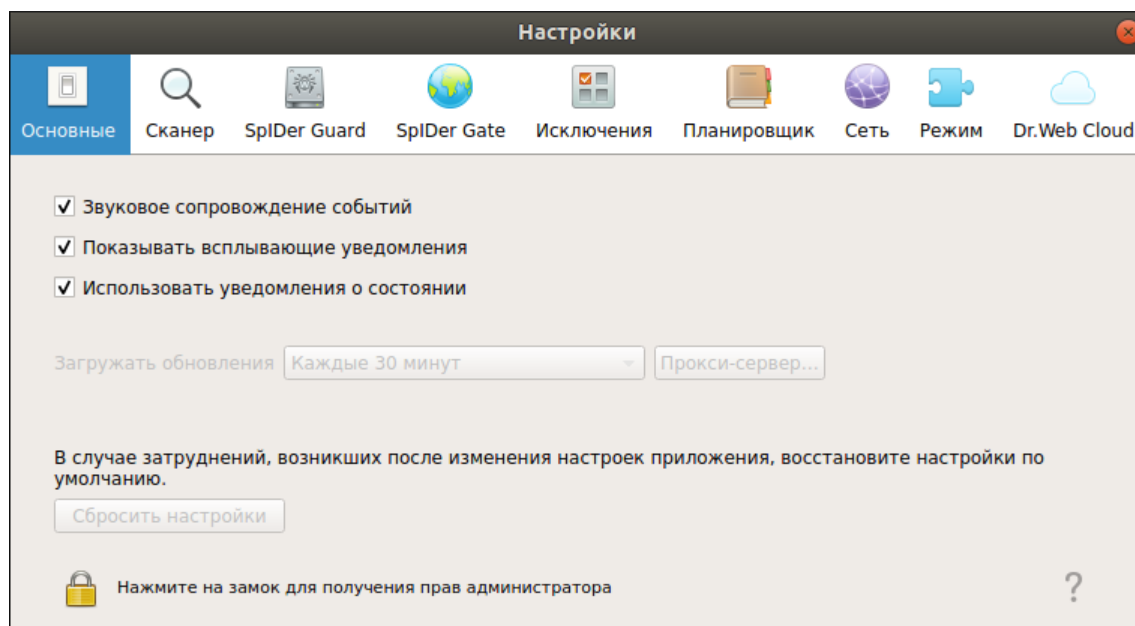 Настройки
Основные Сканер SpIDer Guard SpIDer Gate Исключения Планировщик Сеть Режим Dr.Web Cloud
Звуковое сопровождение событий
Показывать всплывающие уведомления
Использовать уведомления о состоянии
Загружать обновления Каждые 30 минут Прокси-сервер...
В случае затруднений, возникших после изменения настроек приложения, восстановите настройки по
умолчанию.
Сбросить настройки
Нажмите на замок для получения прав администратора ?